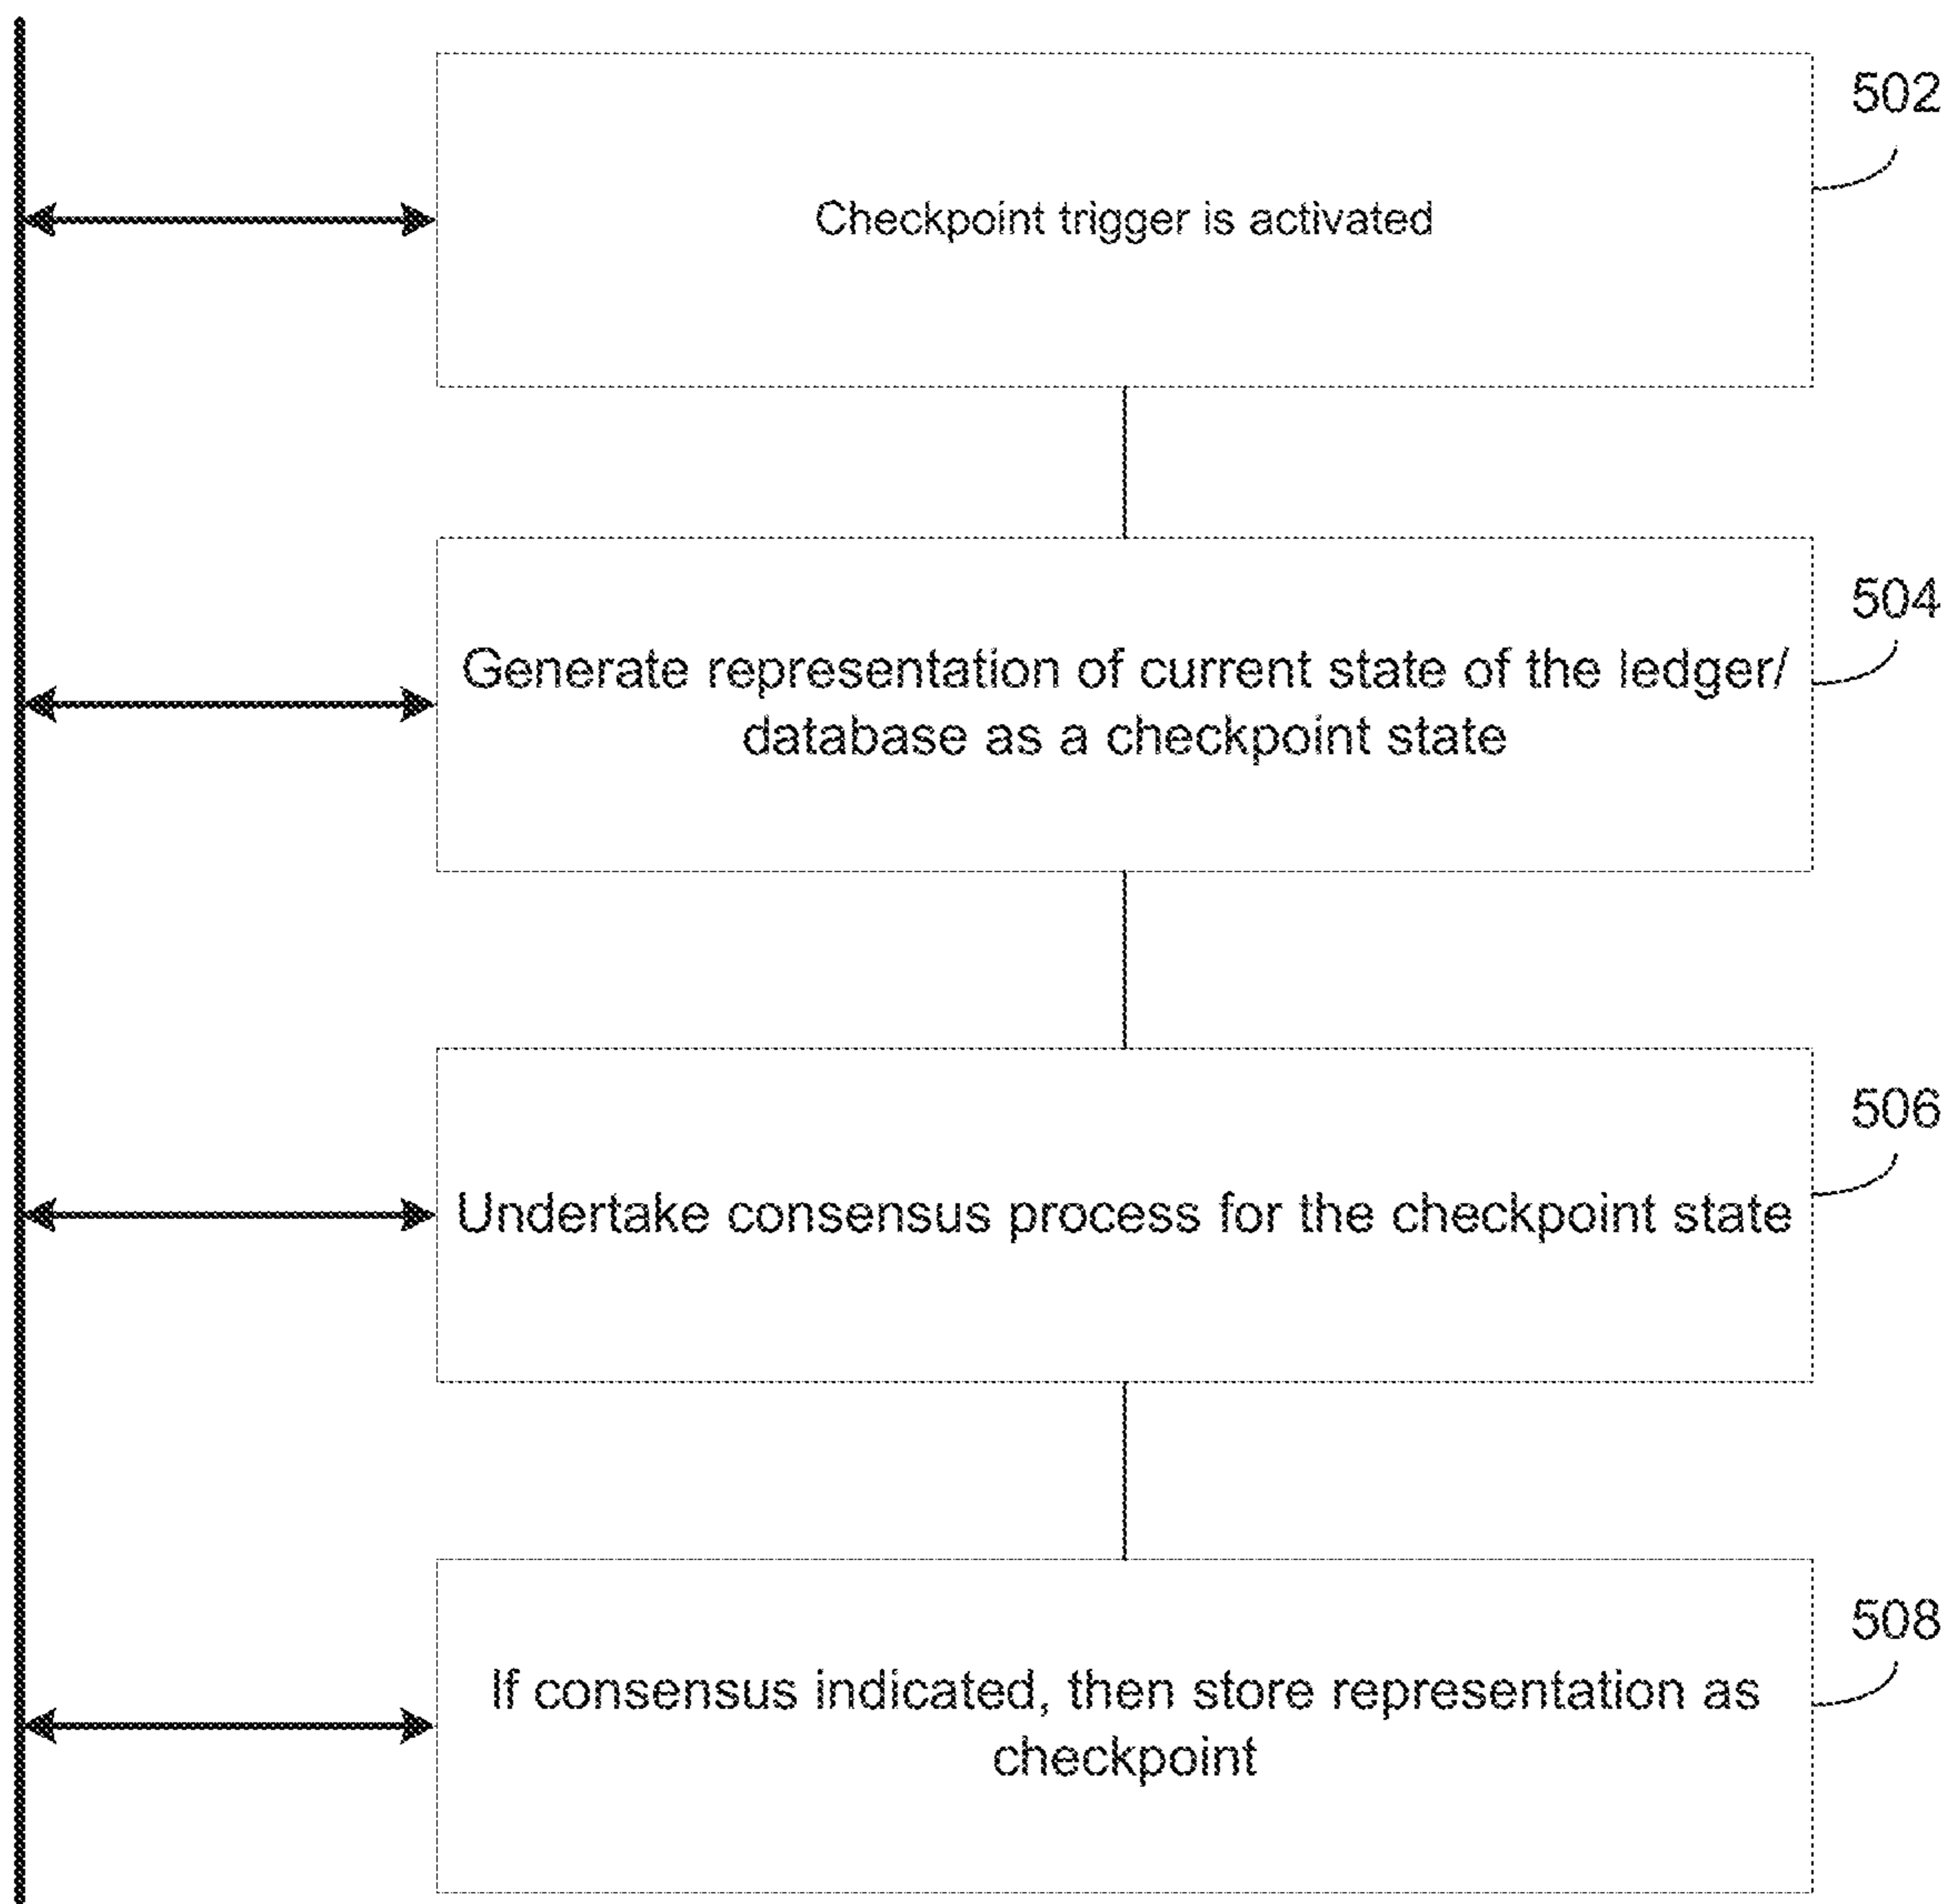 502
Checkpoint trigger is activated
504
Generate representation of current state of the ledger/
database as a checkpoint state
506
Undertake consensus process for the checkpoint state
508
If consensus indicated, then store representation as
checkpoint